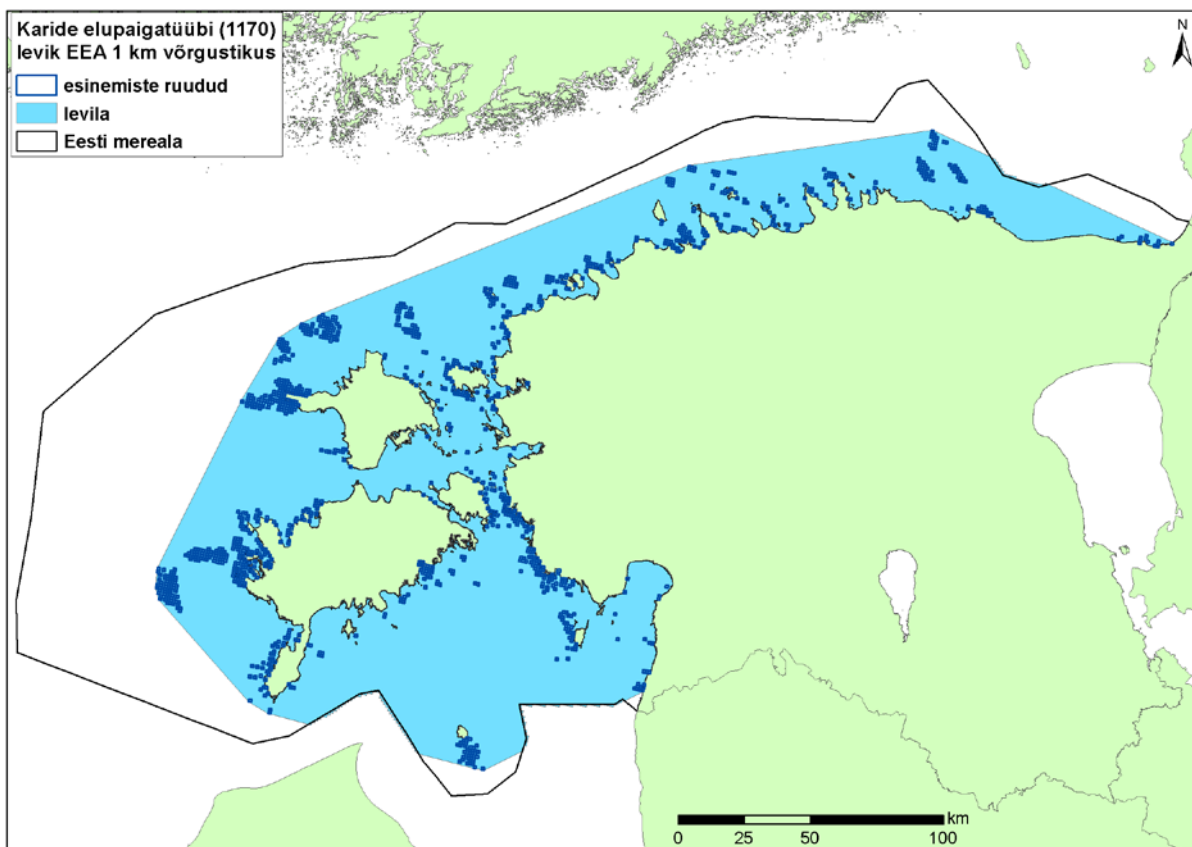 Karide elupaigatüübi (1170)
levik EEA 1 km võrgustikus
esinemiste ruudud
levila
Eesti mereala
N
km
0 25 50 100